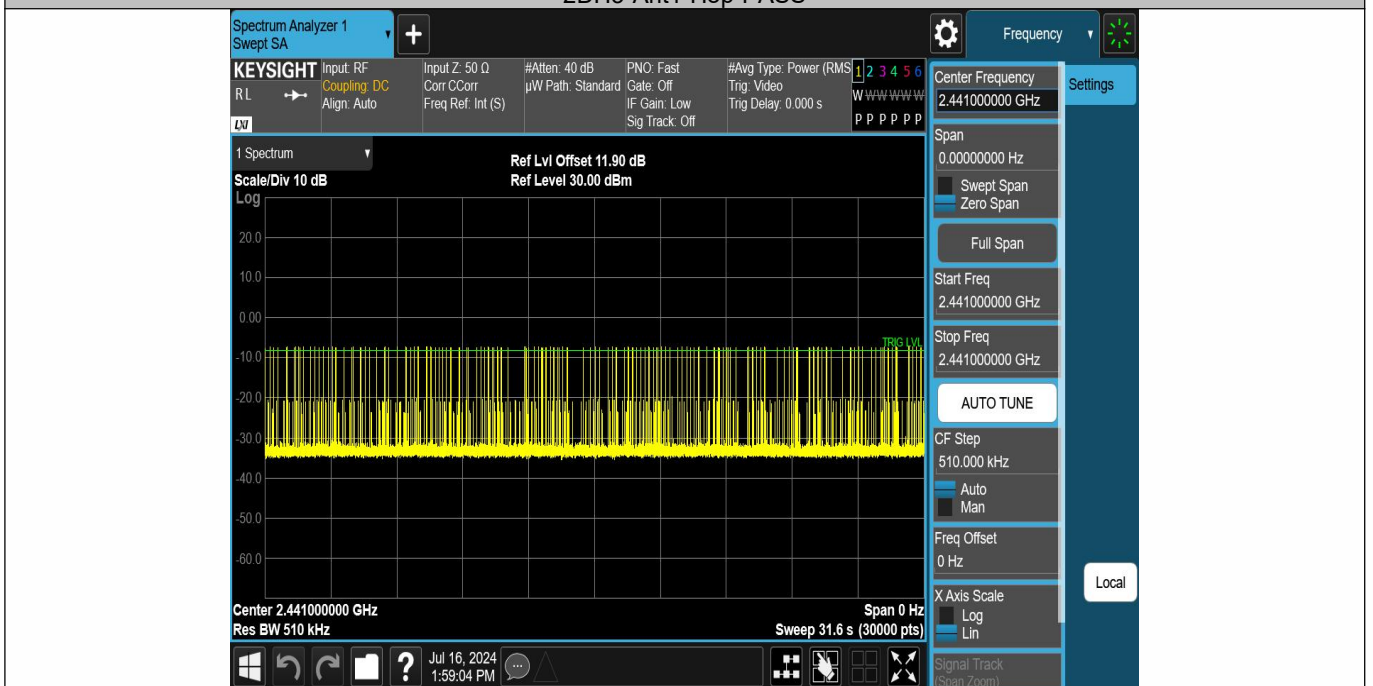 Spectrum Analyzer 1
Swept SA
+
Frequency
KEYSIGHT
RL
LXI
Input: RF
Coupling: DC
Align: Auto
Input Z: 50 Ω
Corr CCorr
Freq Ref: Int (S)
#Atten: 40 dB
µW Path: Standard
PNO: Fast
Gate: Off
IF Gain: Low
Sig Track: Off
#Avg Type: Power (RMS
Trig: Video
Trig Delay: 0.000 s
1 2 3 4 5 6
W W W W W W
P P P P P P
1 Spectrum
Scale/Div 10 dB
Log
Ref Lvl Offset 11.90 dB
Ref Level 30.00 dBm
20.0
10.0
0.00
TRIG LVL
-10.0
-20.0
-30.0
-40.0
-50.0
-60.0
Center 2.441000000 GHz
Span 0 Hz
Res BW 510 kHz
Sweep 31.6 s (30000 pts)
Jul 16, 2024
1:59:04 PM
Center Frequency
2.441000000 GHz
Settings
Span
0.00000000 Hz
Swept Span
Zero Span
Full Span
Start Freq
2.441000000 GHz
Stop Freq
2.441000000 GHz
AUTO TUNE
CF Step
510.000 kHz
Auto
Man
Freq Offset
0 Hz
X Axis Scale
Log
Lin
Local
Signal Track
(Span Zoom)